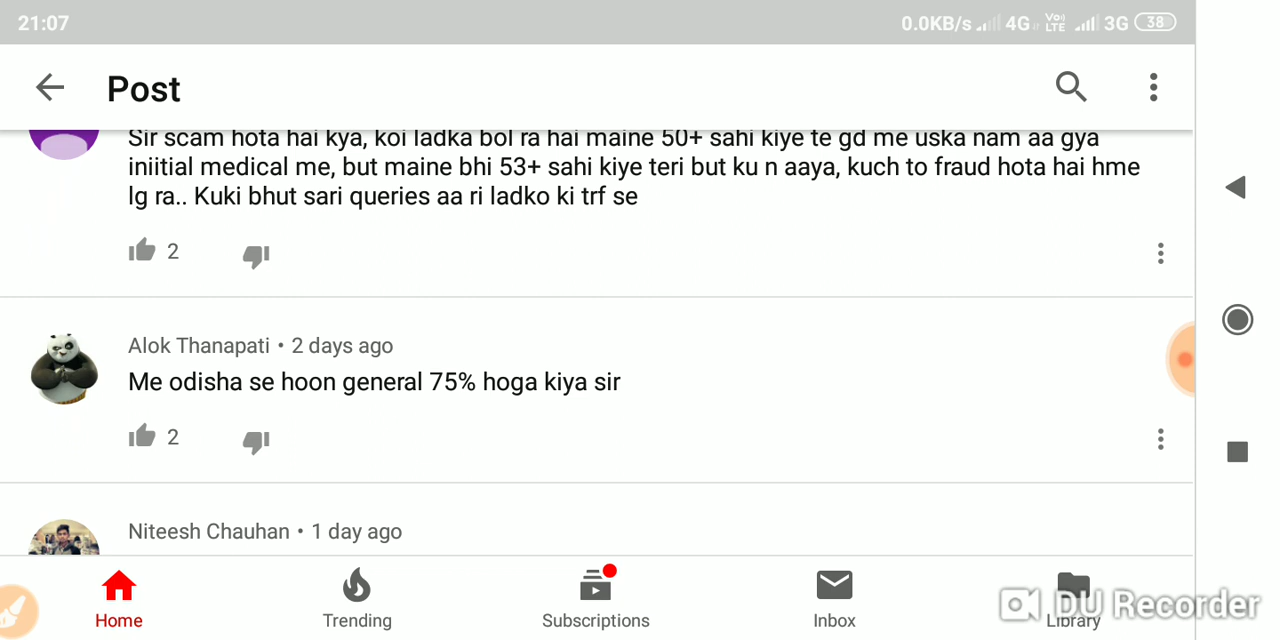 21:07
0.0KB/s 4G Vo) LTE 3G 38
Post
Sir scam hota hai kya, koi ladka bol ra hai maine 50+ sahi kiye te gd me uska nam aa gya
iniitial medical me, but maine bhi 53+ sahi kiye teri but ku n aaya, kuch to fraud hota hai hme
lg ra.. Kuki bhut sari queries aa ri ladko ki trf se
2
Alok Thanapati • 2 days ago
Me odisha se hoon general 75% hoga kiya sir
2
Niteesh Chauhan • 1 day ago
Home Trending Subscriptions Inbox Library
DU Recorder